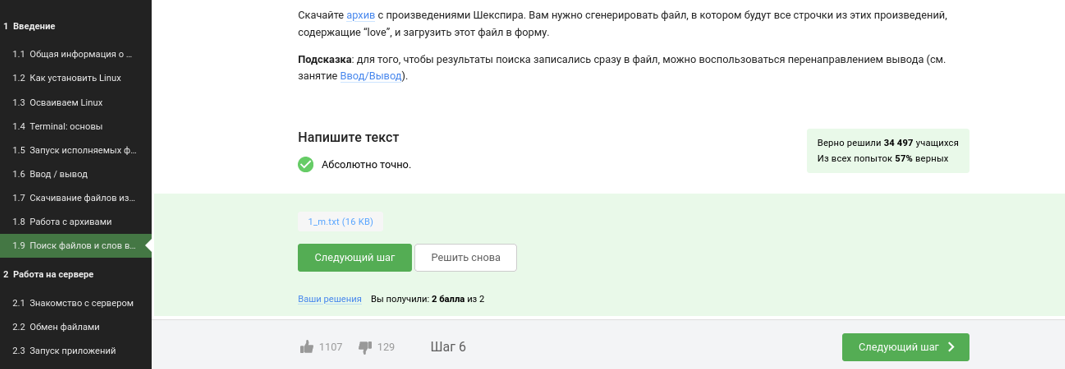 1 Введение
1.1 Общая информация о ...
1.2 Как установить Linux
1.3 Осваиваем Linux
1.4 Terminal: основы
1.5 Запуск исполняемых ф...
1.6 Ввод / вывод
1.7 Скачивание файлов из...
1.8 Работа с архивами
1.9 Поиск файлов и слов в...
2 Работа на сервере
2.1 Знакомство с сервером
2.2 Обмен файлами
2.3 Запуск приложений
Скачайте архив с произведениями Шекспира. Вам нужно сгенерировать файл, в котором будут все строчки из этих произведений,
содержащие “love”, и загрузить этот файл в форму.
Подсказка: для того, чтобы результаты поиска записались сразу в файл, можно воспользоваться перенаправлением вывода (см.
занятие Ввод/Вывод).
Напишите текст
Абсолютно точно.
Верно решили 34 497 учащихся
Из всех попыток 57% верных
1_m.txt (16 KB)
Следующий шаг
Решить снова
Ваши решения Вы получили: 2 балла из 2
1107 129 Шаг 6
Следующий шаг